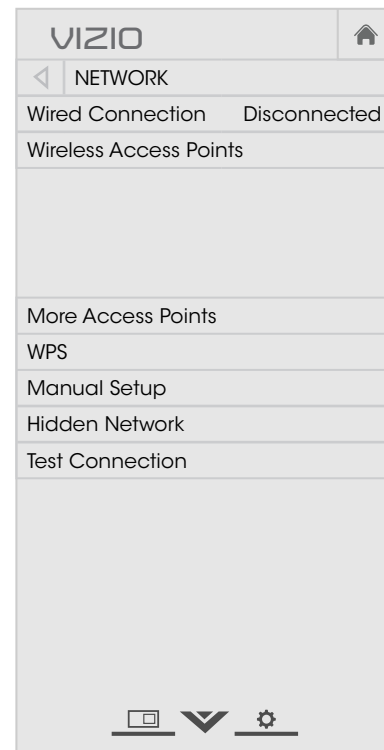 VIZIO
NETWORK
Wired Connection Disconnected
Wireless Access Points
More Access Points
WPS
Manual Setup
Hidden Network
Test Connection